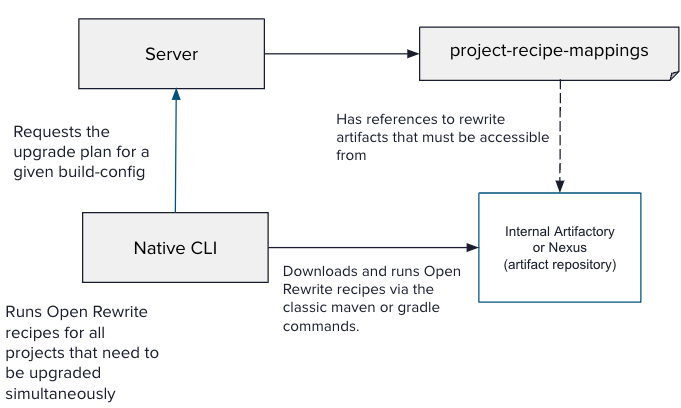 Server
project-recipe-mappings
Requests the
upgrade plan for a
given build-config
Has references to rewrite
artifacts that must be accessible
from
Native CLI
Internal Artifactory
or Nexus
(artifact repository)
Downloads and runs Open
Rewrite recipes via the
classic maven or gradle
commands.
Runs Open Rewrite
recipes for all
projects that need to
be upgraded
simultaneously